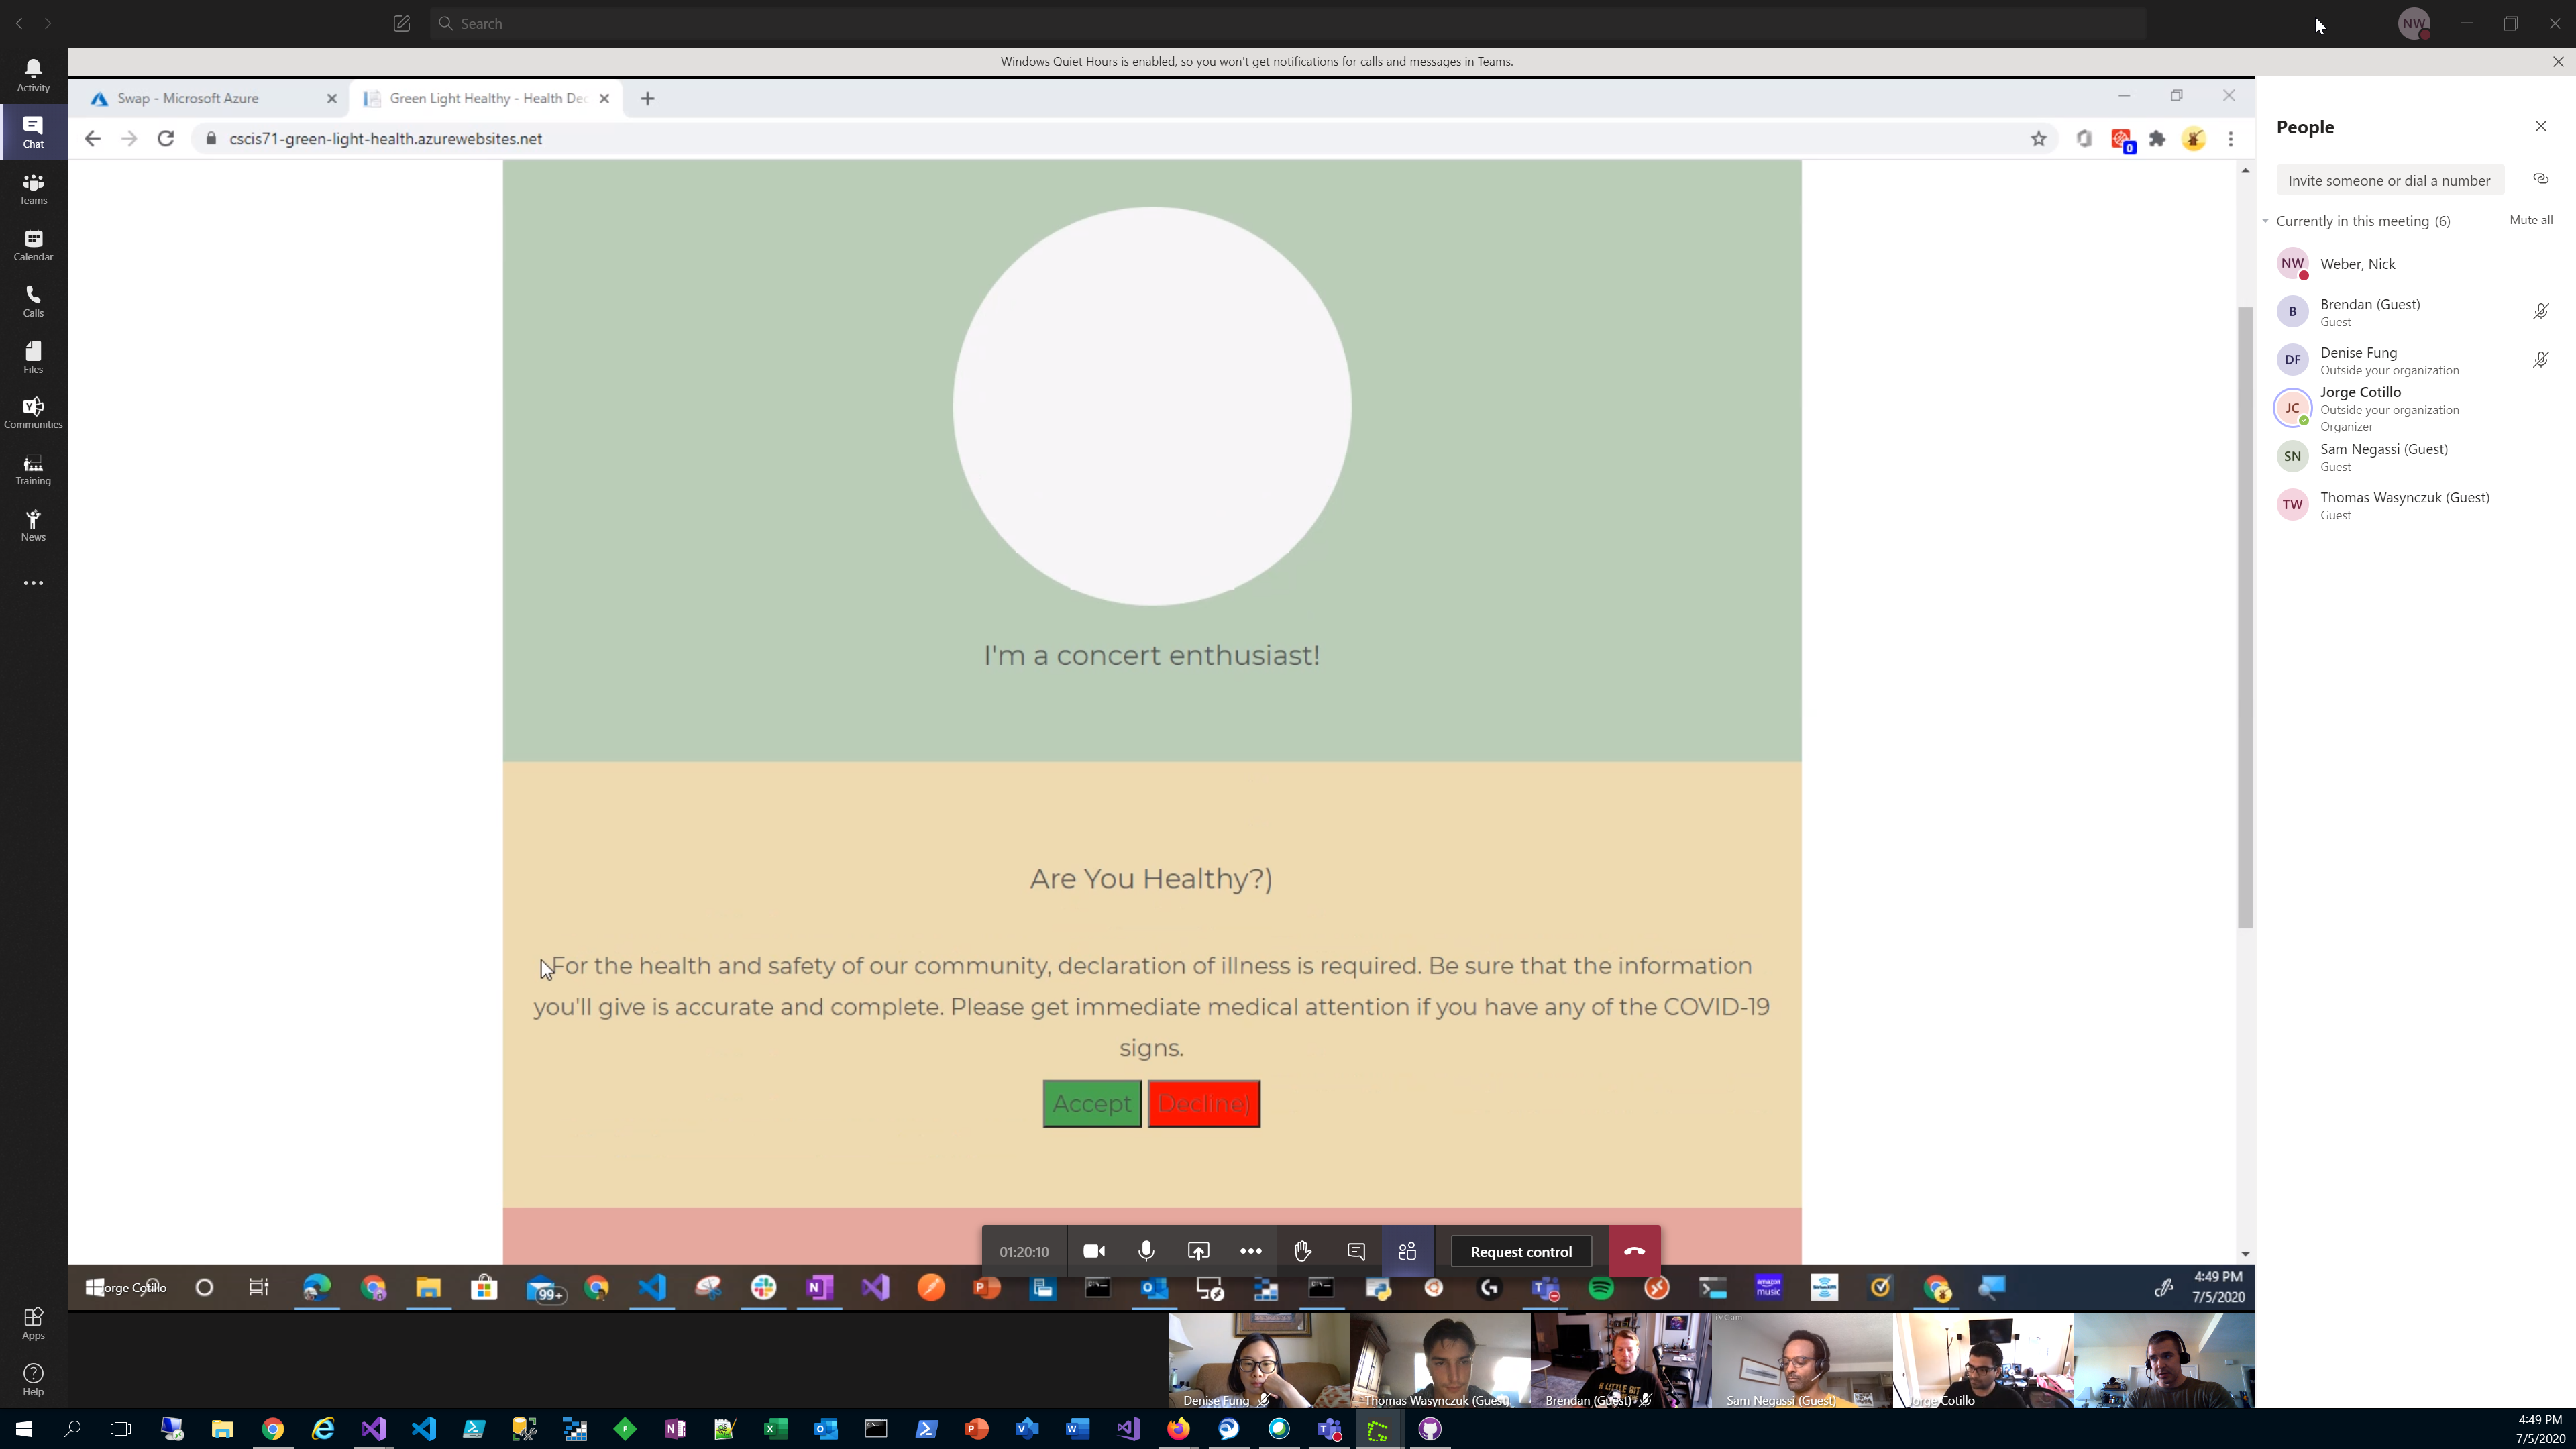 Search
NW
Windows Quiet Hours is enabled, so you won't get notifications for calls and messages in Teams.
Activity
Chat
Teams
Calendar
Calls
Files
Communities
Training
News
Apps
Help
Swap - Microsoft Azure
Green Light Healthy - Health Dec
cscis71-green-light-health.azurewebsites.net
0
I'm a concert enthusiast!
Are You Healthy?)
For the health and safety of our community, declaration of illness is required. Be sure that the information
you'll give is accurate and complete. Please get immediate medical attention if you have any of the COVID-19
signs.
Accept
Decline)
01:20:10
Request control
People
Invite someone or dial a number
Currently in this meeting (6)
Mute all
NW
Weber, Nick
B
Brendan (Guest)
Guest
DF
Denise Fung
Outside your organization
JC
Jorge Cotillo
Outside your organization
Organizer
SN
Sam Negassi (Guest)
Guest
TW
Thomas Wasynczuk (Guest)
Guest
orge Cotillo
99+
amazon
music
4:49 PM
7/5/2020
iVCam
A LITTLE BIT
Denise Fung
Thomas Wasynczuk (Guest)
Brendan (Guest)
Sam Negassi (Guest)
Jorge Cotillo
4:49 PM
7/5/2020